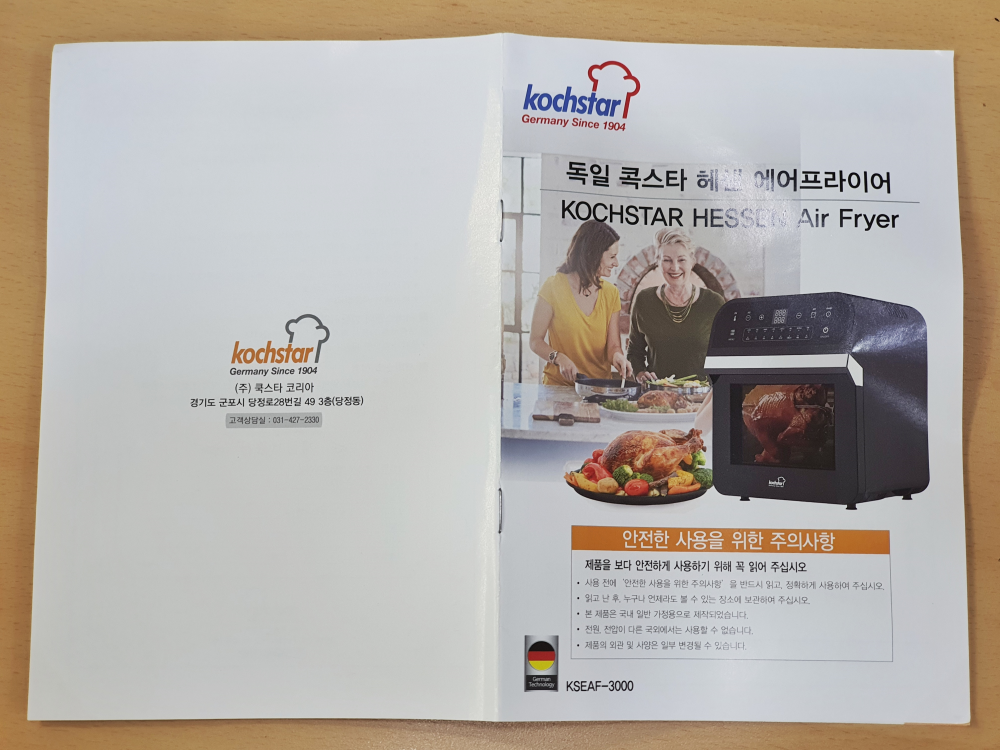 kochstar
Germany Since 1904
(주) 쿡스타 코리아
경기도 군포시 당정로28번길 49 3층(당정동)
고객상담실 : 031-427-2330
kochstar
Germany Since 1904
독일 콕스타 헤센 에어프라이어
KOCHSTAR HESSEN Air Fryer
kochstar
안전한 사용을 위한 주의사항
제품을 보다 안전하게 사용하기 위해 꼭 읽어 주십시오
• 사용 전에 '안전한 사용을 위한 주의사항' 을 반드시 읽고, 정확하게 사용하여 주십시오.
• 읽고 난 후, 누구나 언제라도 볼 수 있는 장소에 보관하여 주십시오.
• 본 제품은 국내 일반 가정용으로 제작되었습니다.
• 전원, 전압이 다른 국외에서는 사용할 수 없습니다.
• 제품의 외관 및 사양은 일부 변경될 수 있습니다.
German
Technology
KSEAF-3000